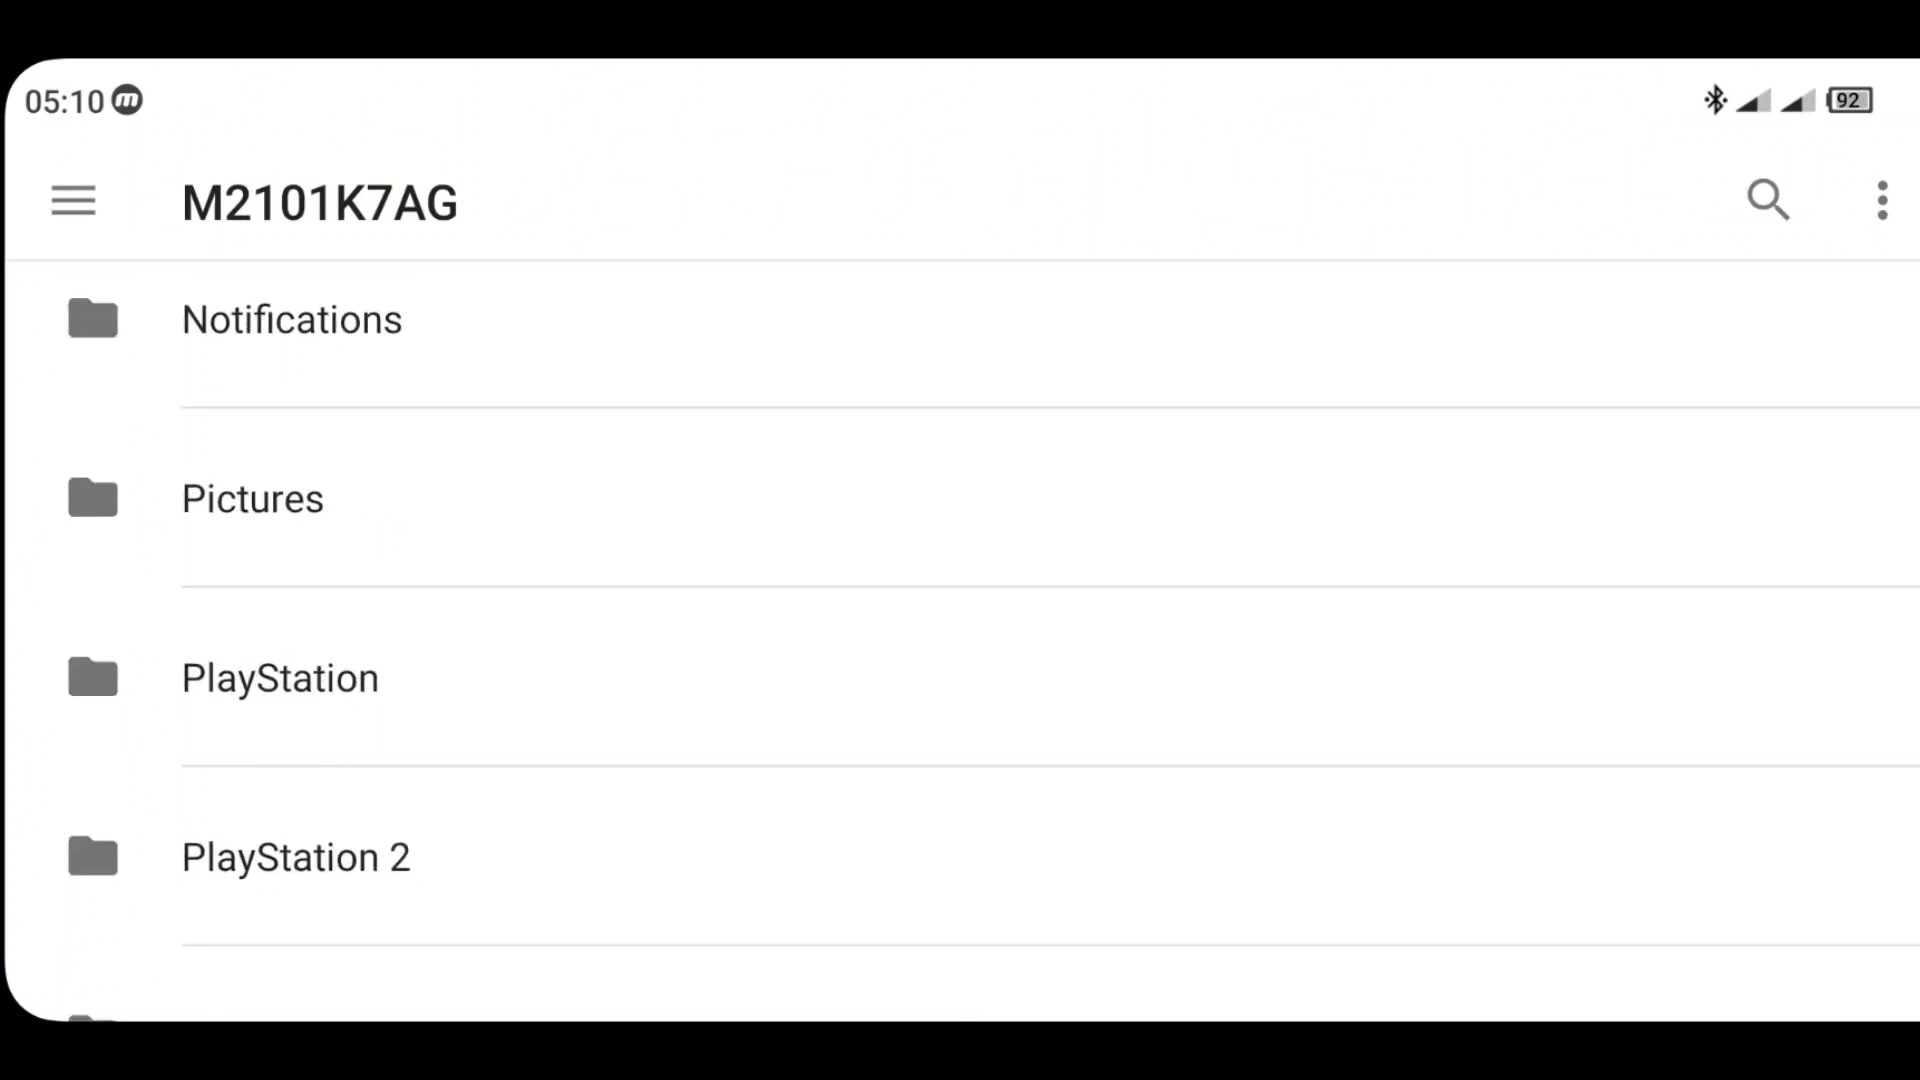 05:10
92
M2101K7AG
Notifications
Pictures
PlayStation
PlayStation 2